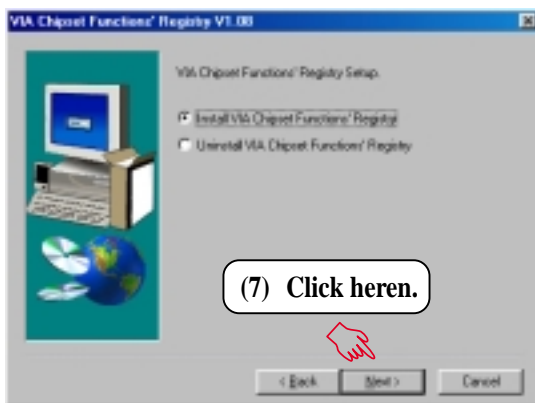 VIA Chipset Functions' Registry V1.08
VIA Chipset Functions' Registry Setup.
Install VIA Chipset Functions' Registry
Uninstall VIA Chipset Functions' Registry
(7) Click heren.
< Back
Next >
Cancel